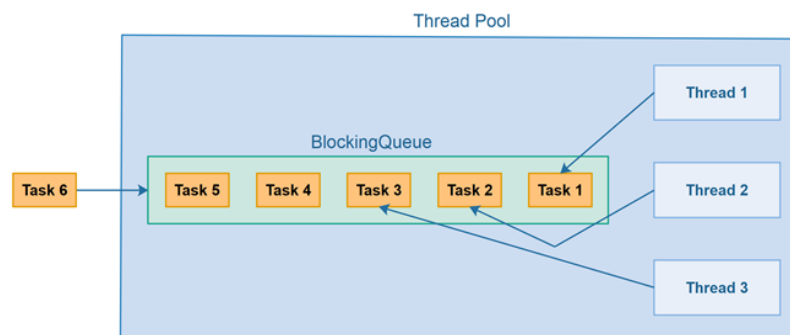 Thread Pool
Thread 1
BlockingQueue
Task 6
Task 5
Task 4
Task 3
Task 2
Task 1
Thread 2
Thread 3